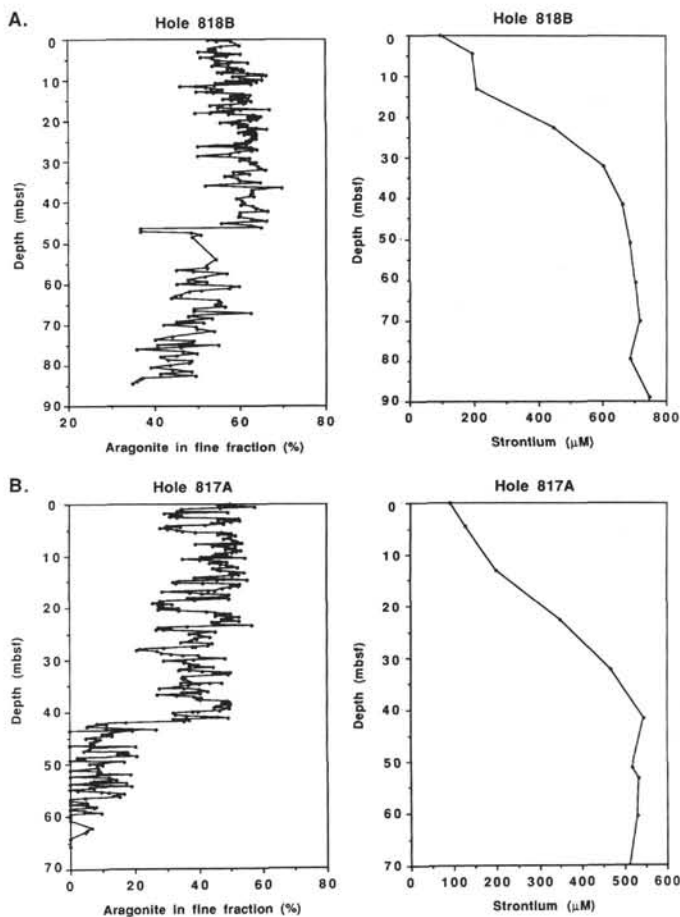 A.
Hole 818B
Hole 818B
0
10
20
30
40
50
60
70
80
90
Depth (mbsf)
20 40 60 80
Aragonite in fine fraction (%)
0
10
20
30
40
50
60
70
80
90
Depth (mbsf)
0 200 400 600 800
Strontium (μM)
B.
Hole 817A
Hole 817A
0
10
20
30
40
50
60
70
Depth (mbsf)
0 20 40 60 80
Aragonite in fine fraction (%)
0
10
20
30
40
50
60
70
Depth (mbsf)
0 100 200 300 400 500 600
Strontium (μM)